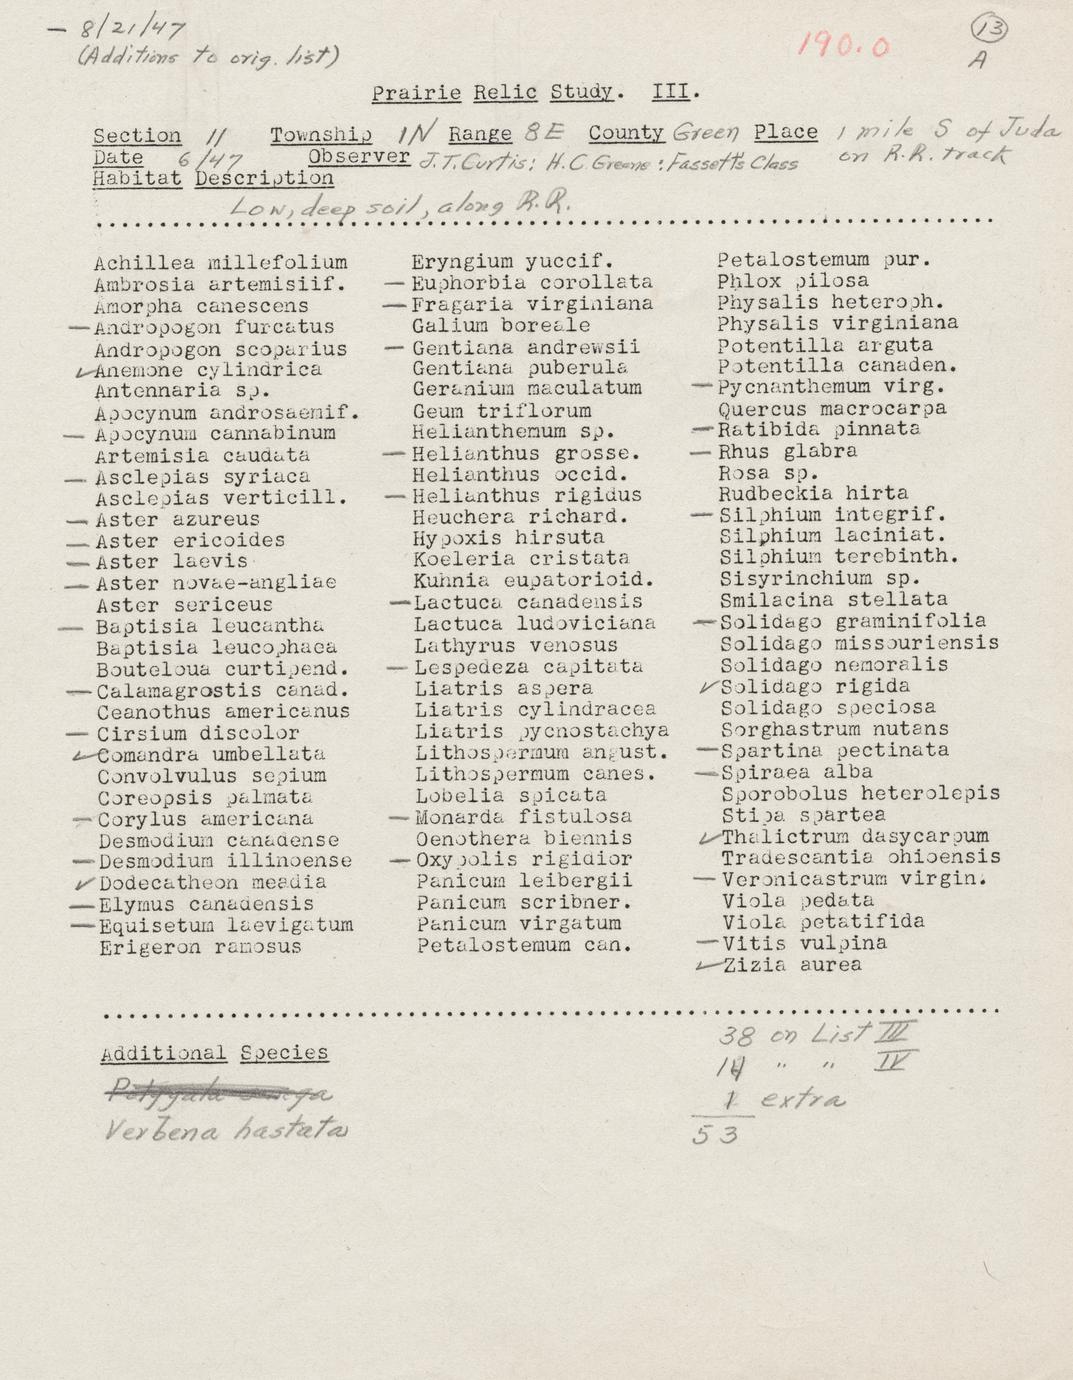 — 8/21/47
(Additions to orig. list)
190.0
13
A
Prairie Relic Study. III.
Section 11 Township 1N Range 8E County Green Place 1 mile S of Juda
Date 6/47 Observer J.T. Curtis; H.C. Greene; Fassett's Class on R.R. track
Habitat Description
Low, deep soil, along R.R.
Achillea millefolium
Ambrosia artemisiif.
Amorpha canescens
— Andropogon furcatus
Andropogon scoparius
✓ Anemone cylindrica
Antennaria sp.
Apocynum androsaemif.
— Apocynum cannabinum
Artemisia caudata
— Asclepias syriaca
Asclepias verticill.
— Aster azureus
— Aster ericoides
— Aster laevis
— Aster novae-angliae
Aster sericeus
— Baptisia leucantha
Baptisia leucophaea
Bouteloua curtipend.
— Calamagrostis canad.
Ceanothus americanus
— Cirsium discolor
✓ Comandra umbellata
Convolvulus sepium
Coreopsis palmata
— Corylus americana
Desmodium canadense
— Desmodium illinoense
✓ Dodecatheon meadia
— Elymus canadensis
— Equisetum laevigatum
Erigeron ramosus
Eryngium yuccif.
— Euphorbia corollata
— Fragaria virginiana
Galium boreale
— Gentiana andrewsii
Gentiana puberula
Geranium maculatum
Geum triflorum
Helianthemum sp.
— Helianthus grosse.
Helianthus occid.
— Helianthus rigidus
Heuchera richard.
Hypoxis hirsuta
Koeleria cristata
Kuhnia eupatorioid.
— Lactuca canadensis
Lactuca ludoviciana
Lathyrus venosus
— Lespedeza capitata
Liatris aspera
Liatris cylindracea
Liatris pycnostachya
Lithospermum angust.
Lithospermum canes.
Lobelia spicata
— Monarda fistulosa
Oenothera biennis
— Oxypolis rigidior
Panicum leibergii
Panicum scribner.
Panicum virgatum
Petalostemum can.
Petalostemum pur.
Phlox pilosa
Physalis heteroph.
Physalis virginiana
Potentilla arguta
Potentilla canaden.
— Pycnanthemum virg.
Quercus macrocarpa
— Ratibida pinnata
— Rhus glabra
Rosa sp.
Rudbeckia hirta
— Silphium integrif.
Silphium laciniat.
Silphium terebinth.
Sisyrinchium sp.
Smilacina stellata
— Solidago graminifolia
Solidago missouriensis
Solidago nemoralis
✓ Solidago rigida
Solidago speciosa
Sorghastrum nutans
— Spartina pectinata
— Spiraea alba
Sporobolus heterolepis
Stipa spartea
✓ Thalictrum dasycarpum
Tradescantia ohioensis
— Veronicastrum virgin.
Viola pedata
Viola petatifida
— Vitis vulpina
✓ Zizia aurea
Additional Species
Polygala senega
Verbena hastata
38 on List III
14 " " IV
1 extra
53